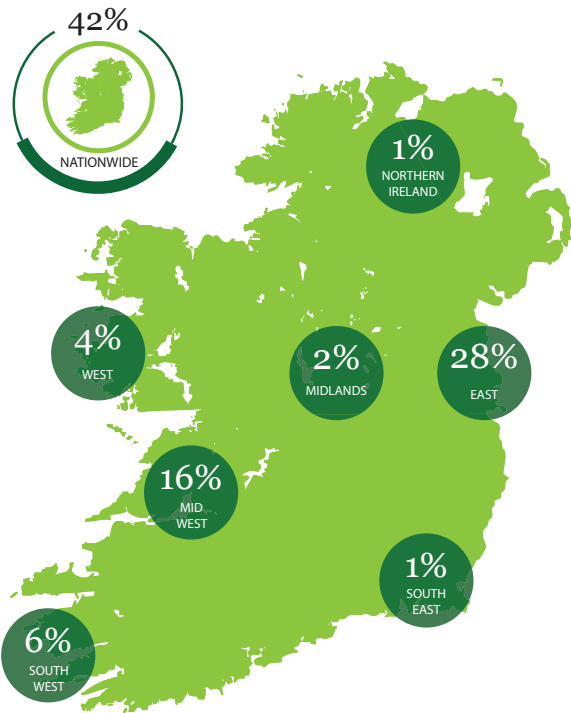 42%
NATIONWIDE
1%
NORTHERN
IRELAND
4%
WEST
2%
MIDLANDS
28%
EAST
16%
MID
WEST
1%
SOUTH
EAST
6%
SOUTH
WEST